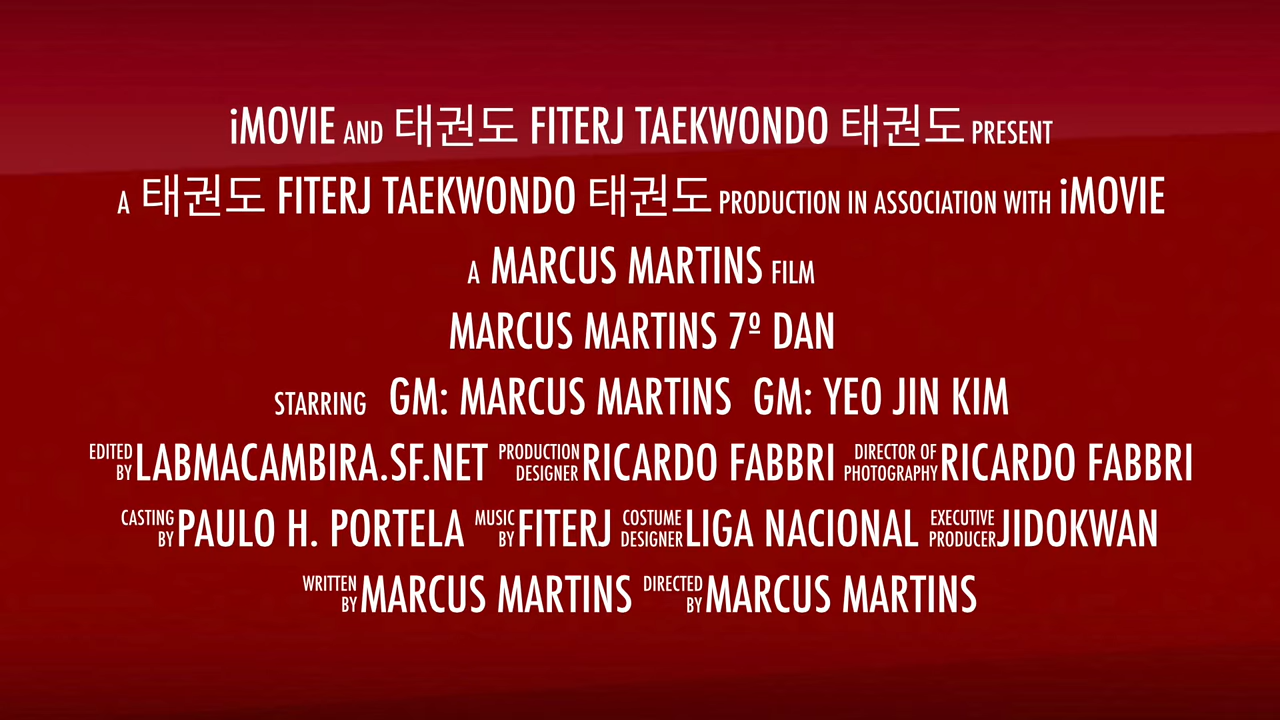 iMOVIE AND 태권도 FITERJ TAEKWONDO 태권도 PRESENT
A 태권도 FITERJ TAEKWONDO 태권도 PRODUCTION IN ASSOCIATION WITH iMOVIE
A MARCUS MARTINS FILM
MARCUS MARTINS 7º DAN
STARRING GM: MARCUS MARTINS GM: YEO JIN KIM
EDITED BY LABMACAMBIRA.SF.NET PRODUCTION DESIGNER RICARDO FABBRI DIRECTOR OF PHOTOGRAPHY RICARDO FABBRI
CASTING BY PAULO H. PORTELA MUSIC BY FITERJ COSTUME DESIGNER LIGA NACIONAL EXECUTIVE PRODUCER JIDOKWAN
WRITTEN BY MARCUS MARTINS DIRECTED BY MARCUS MARTINS